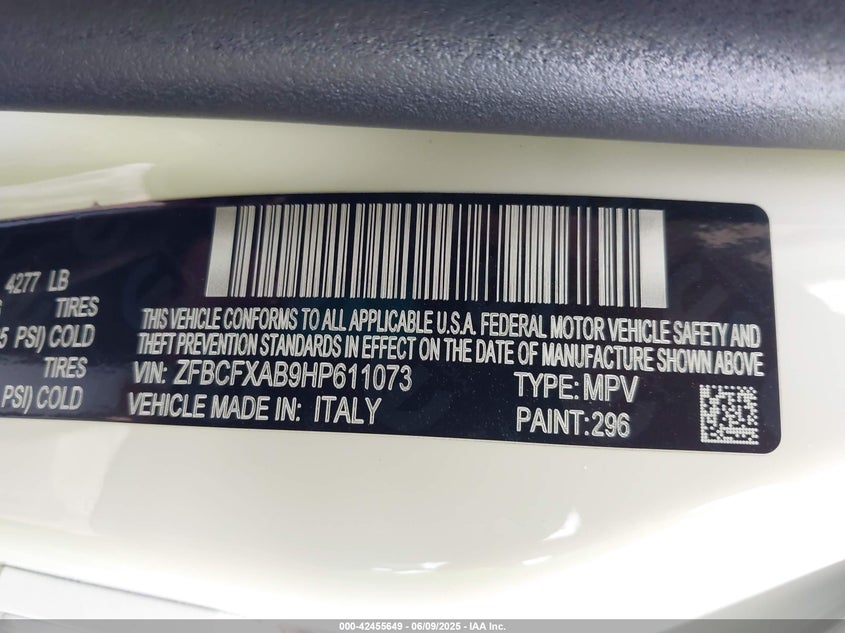 4277 LB
TIRES
5 PSI) COLD
TIRES
PSI) COLD
THIS VEHICLE CONFORMS TO ALL APPLICABLE U.S.A. FEDERAL MOTOR VEHICLE SAFETY AND
THEFT PREVENTION STANDARDS IN EFFECT ON THE DATE OF MANUFACTURE SHOWN ABOVE
VIN: ZFBCFXAB9HP611073 TYPE: MPV
VEHICLE MADE IN: ITALY PAINT: 296
000-42455649 - 06/09/2025 - IAA Inc.